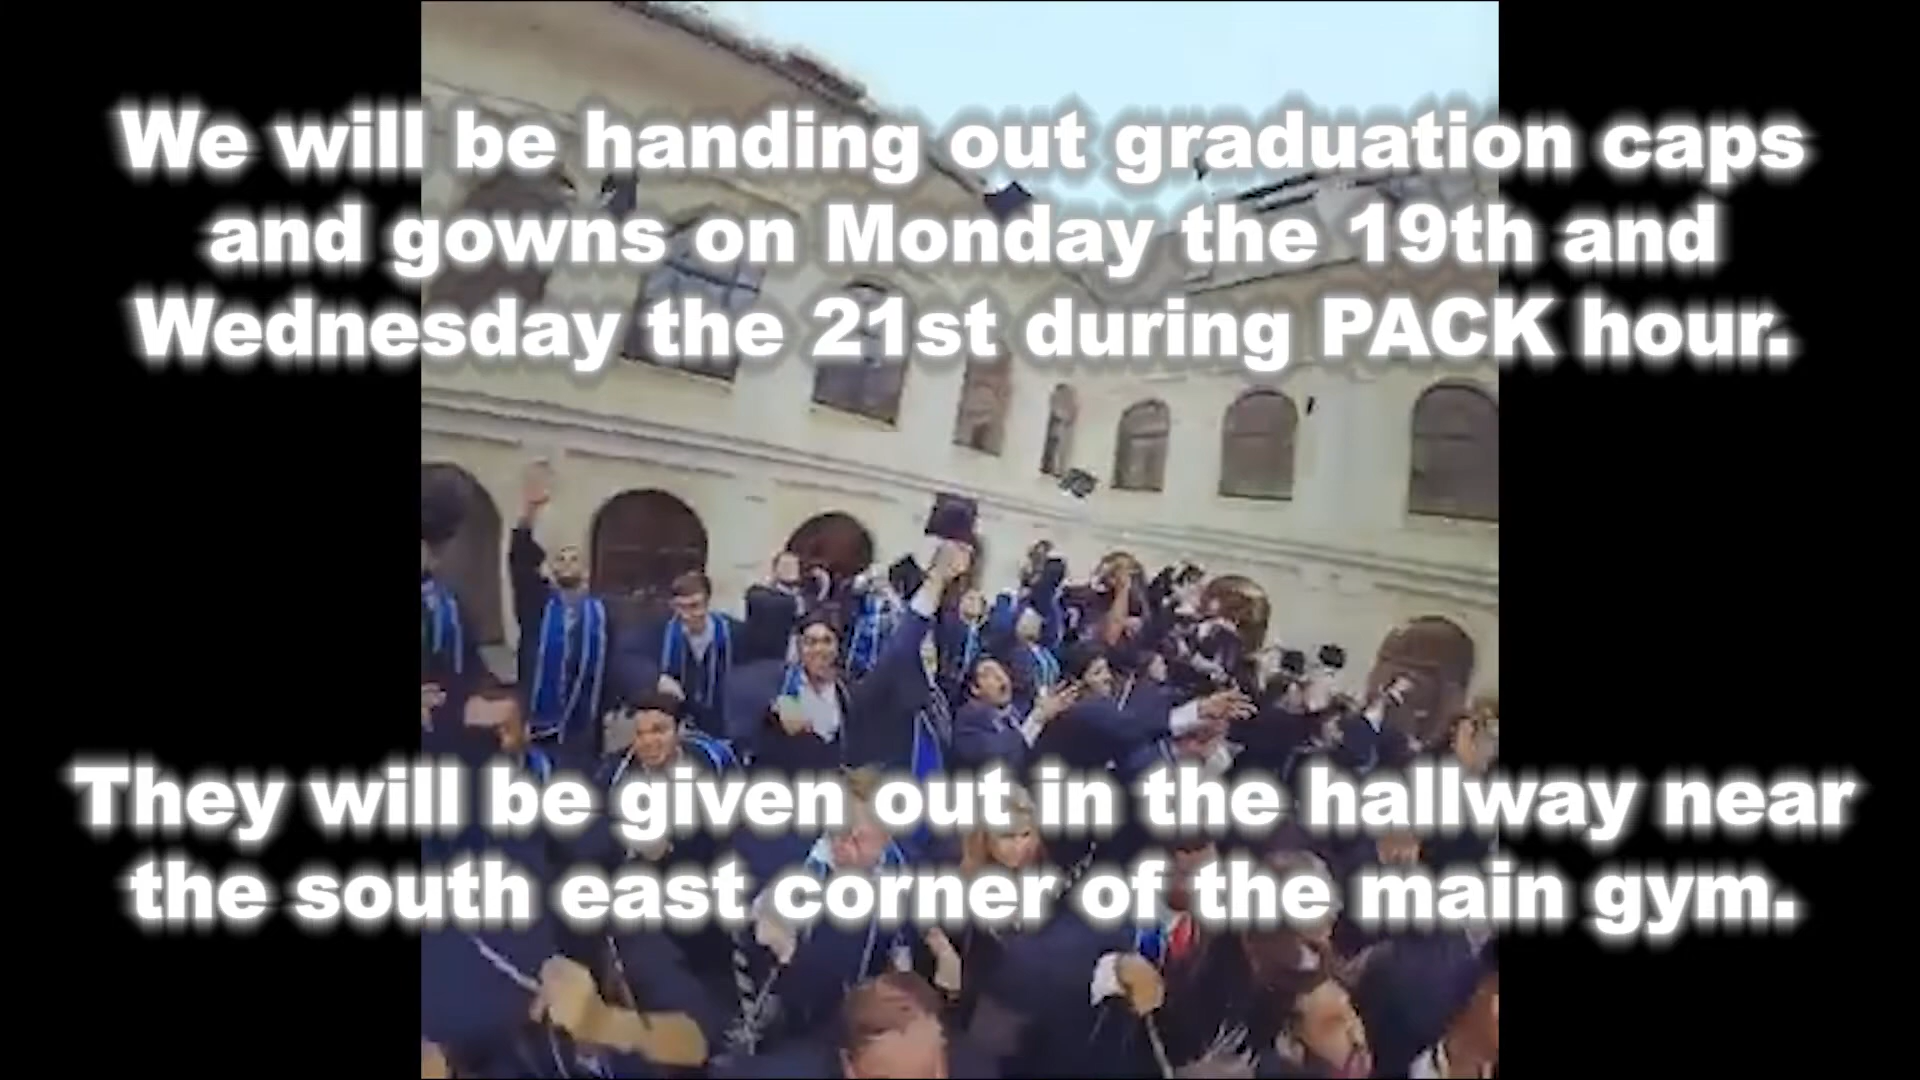 We will be handing out graduation caps
and gowns on Monday the 19th and
Wednesday the 21st during PACK hour.
They will be given out in the hallway near
the south east corner of the main gym.